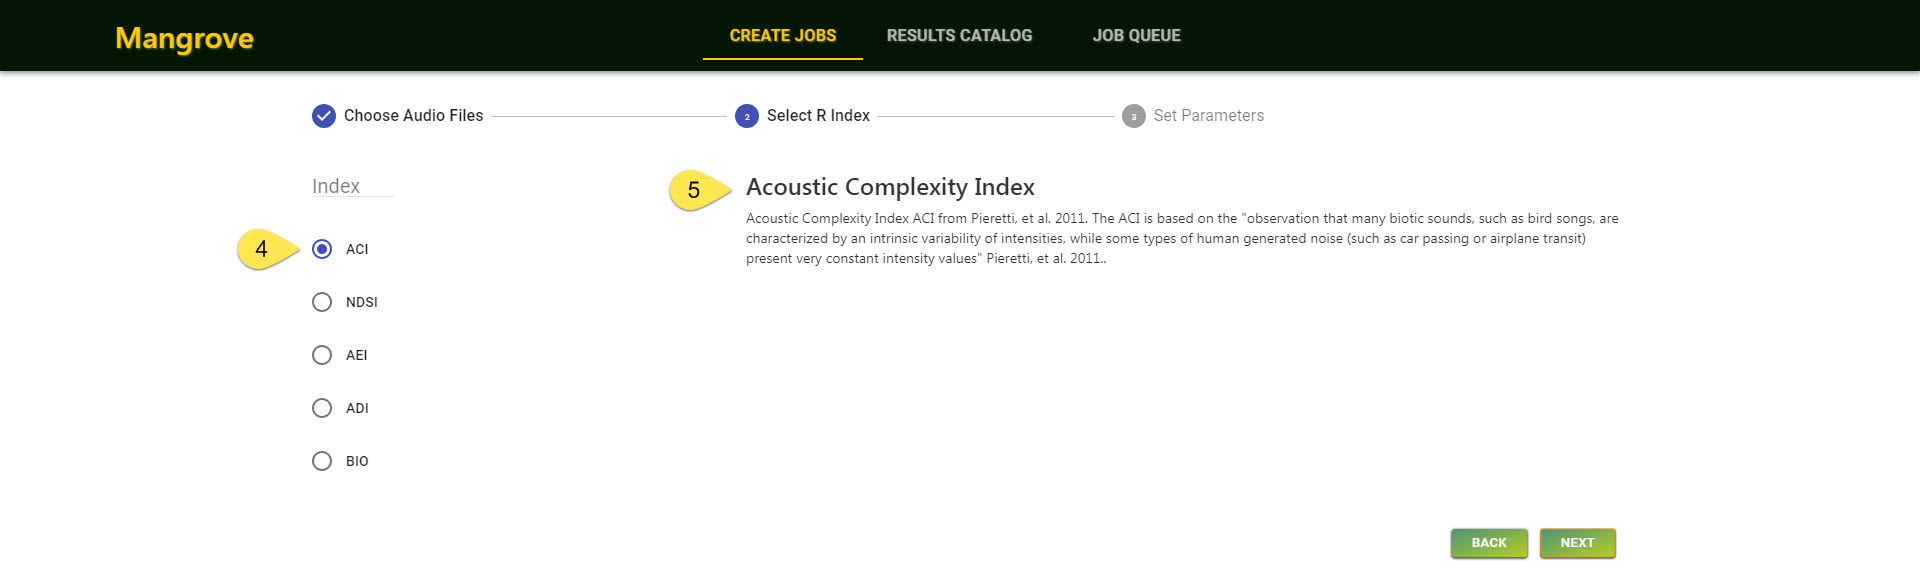 Mangrove
CREATE JOBS
RESULTS CATALOG
JOB QUEUE
Choose Audio Files
2
Select R Index
3
Set Parameters
Index
5
Acoustic Complexity Index
Acoustic Complexity Index ACI from Pieretti, et al. 2011. The ACI is based on the "observation that many biotic sounds, such as bird songs, are
characterized by an intrinsic variability of intensities, while some types of human generated noise (such as car passing or airplane transit)
present very constant intensity values" Pieretti, et al. 2011..
4
ACI
NDSI
AEI
ADI
BIO
BACK
NEXT